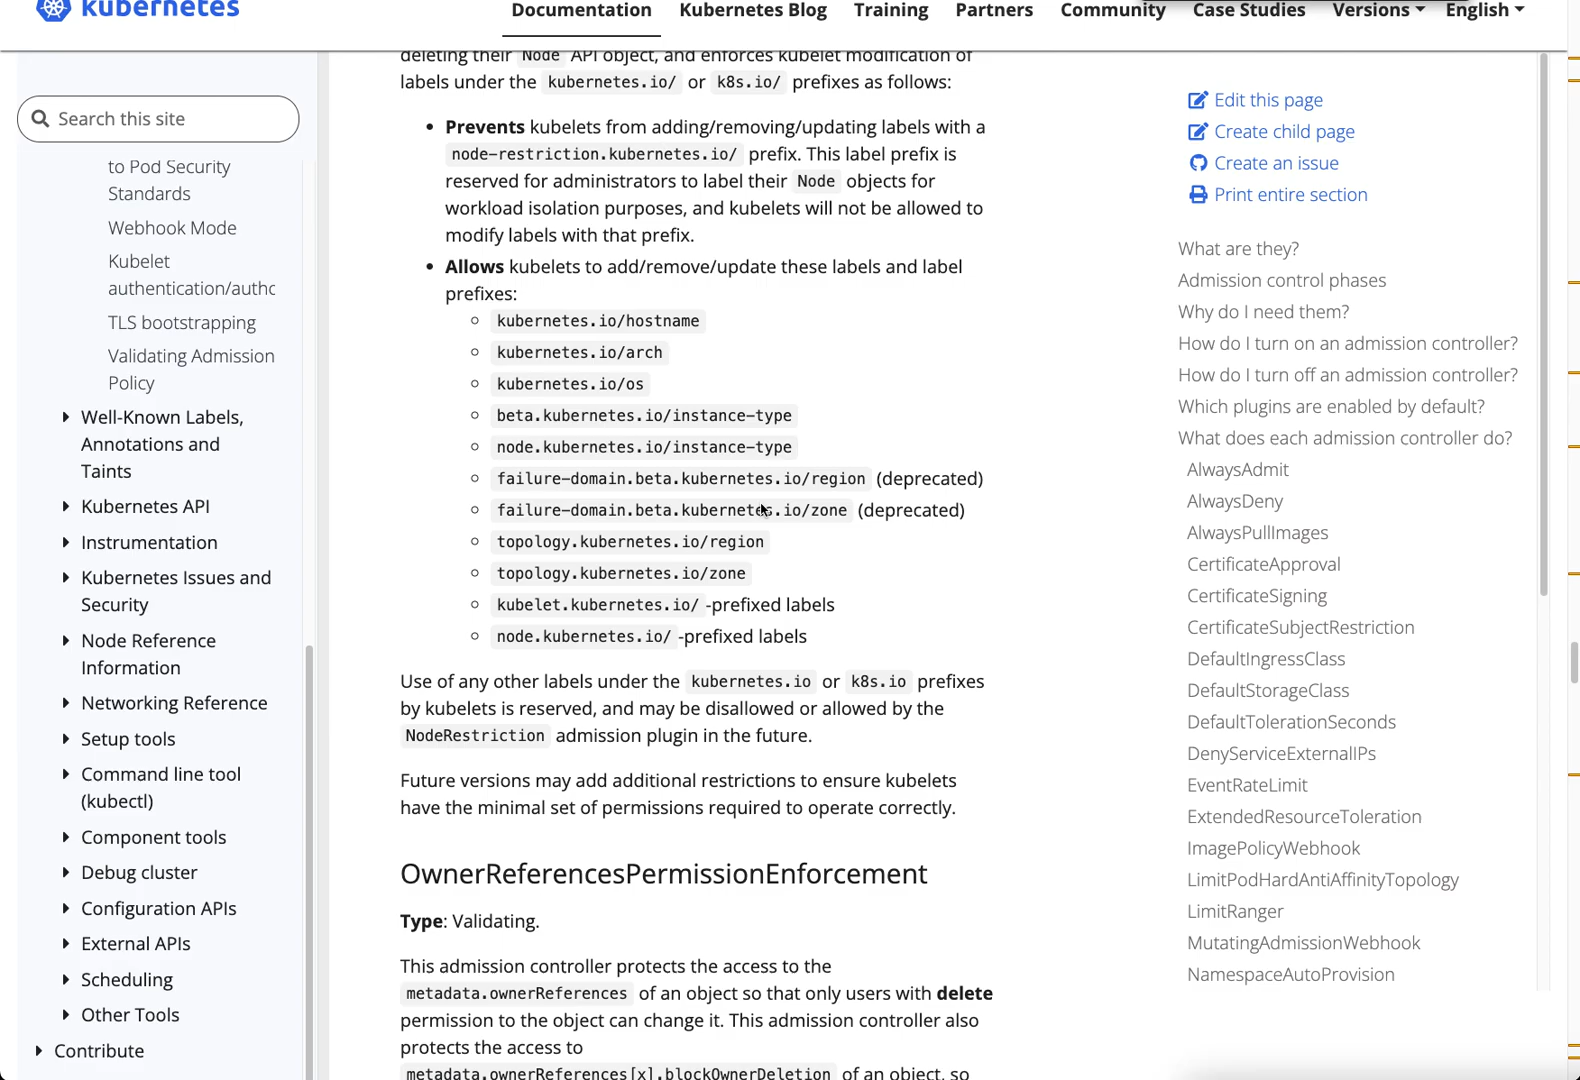 kubernetes
Documentation
Kubernetes Blog
Training
Partners
Community
Case Studies
Versions
English
Search this site
to Pod Security
Standards
Webhook Mode
Kubelet
authentication/autho
TLS bootstrapping
Validating Admission
Policy
Well-Known Labels,
Annotations and
Taints
Kubernetes API
Instrumentation
Kubernetes Issues and
Security
Node Reference
Information
Networking Reference
Setup tools
Command line tool
(kubectl)
Component tools
Debug cluster
Configuration APIs
External APIs
Scheduling
Other Tools
Contribute
deleting their Node API object, and enforces kubelet modification of
labels under the kubernetes.io/ or k8s.io/ prefixes as follows:
• Prevents kubelets from adding/removing/updating labels with a
node-restriction.kubernetes.io/ prefix. This label prefix is
reserved for administrators to label their Node objects for
workload isolation purposes, and kubelets will not be allowed to
modify labels with that prefix.
• Allows kubelets to add/remove/update these labels and label
prefixes:
kubernetes.io/hostname
kubernetes.io/arch
kubernetes.io/os
beta.kubernetes.io/instance-type
node.kubernetes.io/instance-type
failure-domain.beta.kubernetes.io/region (deprecated)
failure-domain.beta.kubernetes.io/zone (deprecated)
topology.kubernetes.io/region
topology.kubernetes.io/zone
kubelet.kubernetes.io/ -prefixed labels
node.kubernetes.io/ -prefixed labels
Use of any other labels under the kubernetes.io or k8s.io prefixes
by kubelets is reserved, and may be disallowed or allowed by the
NodeRestriction admission plugin in the future.
Future versions may add additional restrictions to ensure kubelets
have the minimal set of permissions required to operate correctly.
OwnerReferencesPermissionEnforcement
Type: Validating.
This admission controller protects the access to the
metadata.ownerReferences of an object so that only users with delete
permission to the object can change it. This admission controller also
protects the access to
metadata.ownerReferences[x].blockOwnerDeletion of an object, so
Edit this page
Create child page
Create an issue
Print entire section
What are they?
Admission control phases
Why do I need them?
How do I turn on an admission controller?
How do I turn off an admission controller?
Which plugins are enabled by default?
What does each admission controller do?
AlwaysAdmit
AlwaysDeny
AlwaysPullImages
CertificateApproval
CertificateSigning
CertificateSubjectRestriction
DefaultIngressClass
DefaultStorageClass
DefaultTolerationSeconds
DenyServiceExternalIPs
EventRateLimit
ExtendedResourceToleration
ImagePolicyWebhook
LimitPodHardAntiAffinityTopology
LimitRanger
MutatingAdmissionWebhook
NamespaceAutoProvision